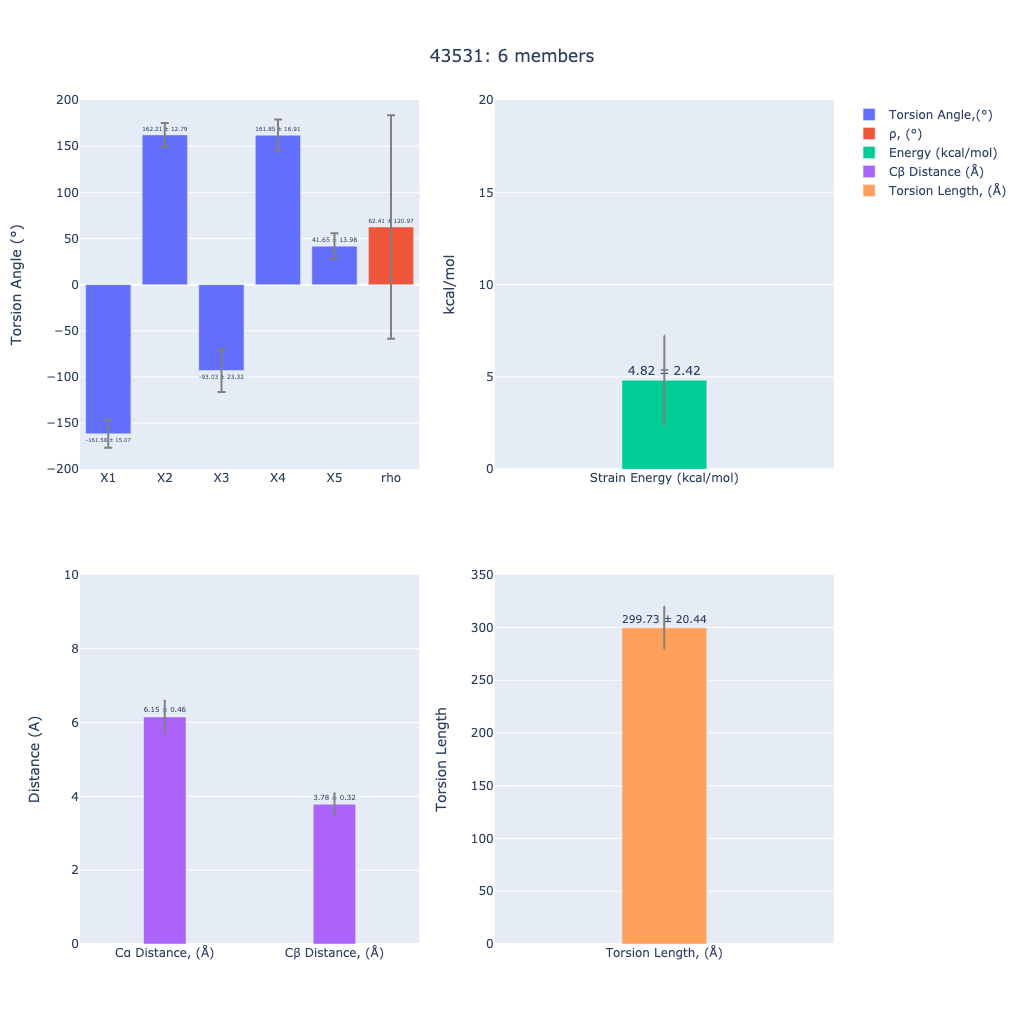 43531: 6 members
Torsion Angle (°)
200
150
100
50
0
−50
−100
−150
−200
-161.58 ± 15.07
162.21 ± 12.79
-93.03 ± 23.32
161.85 ± 16.91
41.65 ± 13.98
62.41 ± 120.97
X1 X2 X3 X4 X5 rho
kcal/mol
20
15
10
5
0
4.82 ± 2.42
Strain Energy (kcal/mol)
Torsion Angle,(°)
ρ, (°)
Energy (kcal/mol)
Cβ Distance (Å)
Torsion Length, (Å)
Distance (A)
10
8
6
4
2
0
6.15 ± 0.46
3.78 ± 0.32
Cα Distance, (Å) Cβ Distance, (Å)
Torsion Length
350
300
250
200
150
100
50
0
299.73 ± 20.44
Torsion Length, (Å)